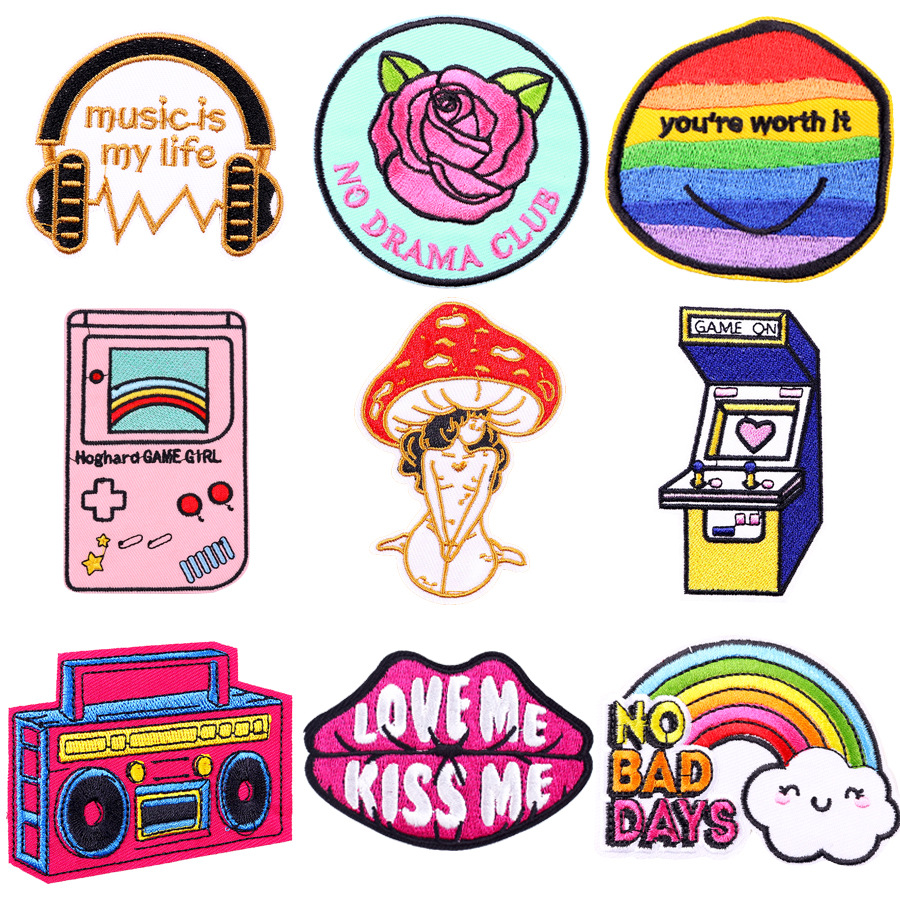 music is
my life
NO DRAMA CLUB
you're worth it
Hoghard GAME GIRL
GAME ON
LOVE ME
KISS ME
NO
BAD
DAYS